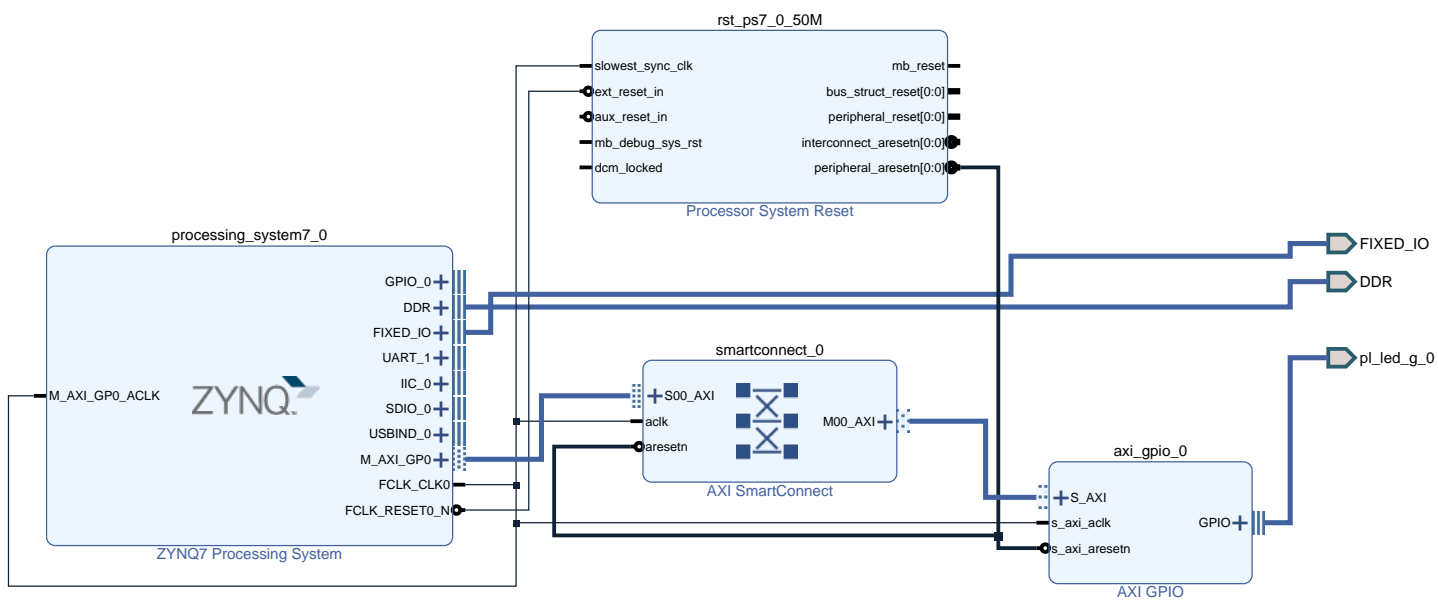 rst_ps7_0_50M
slowest_sync_clk
mb_reset
ext_reset_in
bus_struct_reset[0:0]
aux_reset_in
peripheral_reset[0:0]
mb_debug_sys_rst
interconnect_aresetn[0:0]
dcm_locked
peripheral_aresetn[0:0]
Processor System Reset
processing_system7_0
GPIO_0
DDR
FIXED_IO
UART_1
IIC_0
SDIO_0
USBIND_0
M_AXI_GP0
FCLK_CLK0
FCLK_RESET0_N
M_AXI_GP0_ACLK
ZYNQ
ZYNQ7 Processing System
smartconnect_0
S00_AXI
aclk
aresetn
M00_AXI
AXI SmartConnect
axi_gpio_0
S_AXI
s_axi_aclk
s_axi_aresetn
GPIO
AXI GPIO
FIXED_IO
DDR
pl_led_g_0